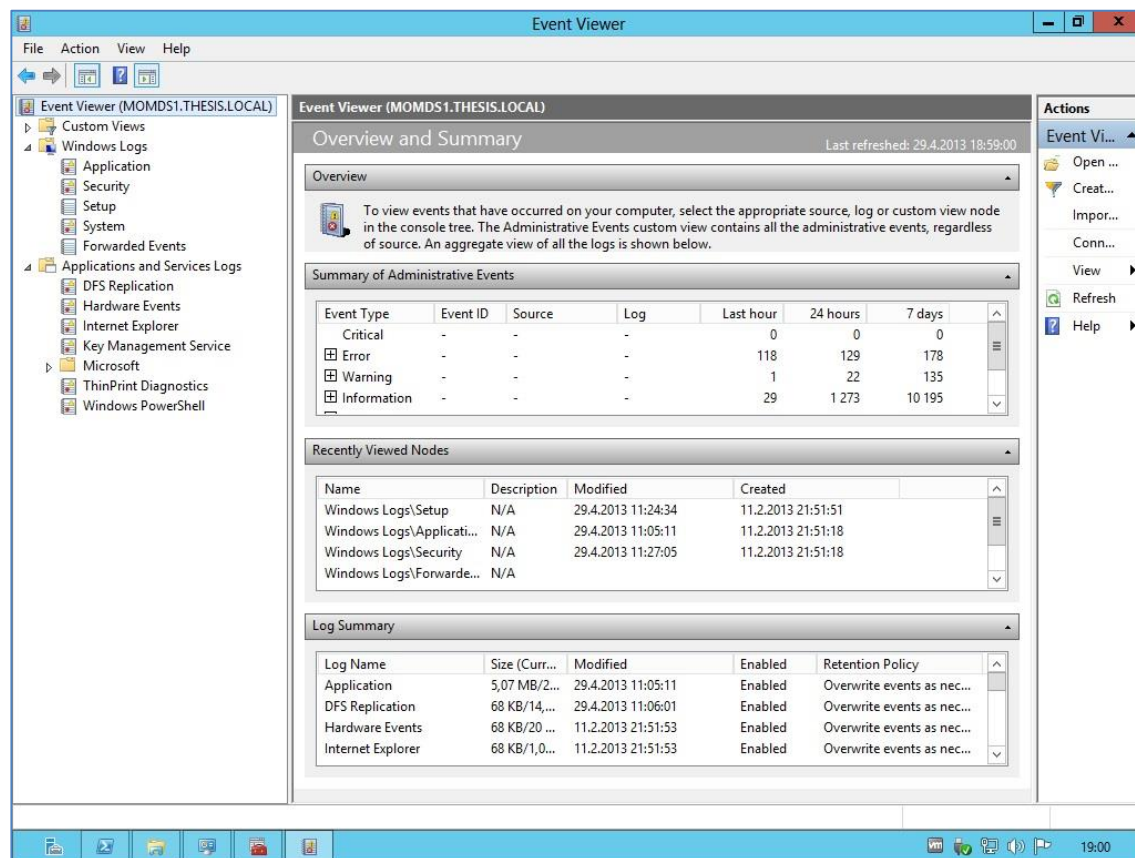 Event Viewer
File Action View Help
Event Viewer (MOMDS1.THESIS.LOCAL)
Custom Views
Windows Logs
Application
Security
Setup
System
Forwarded Events
Applications and Services Logs
DFS Replication
Hardware Events
Internet Explorer
Key Management Service
Microsoft
ThinPrint Diagnostics
Windows PowerShell
Event Viewer (MOMDS1.THESIS.LOCAL)
Overview and Summary Last refreshed: 29.4.2013 18:59:00
Overview
To view events that have occurred on your computer, select the appropriate source, log or custom view node
in the console tree. The Administrative Events custom view contains all the administrative events, regardless
of source. An aggregate view of all the logs is shown below.
Summary of Administrative Events
Event Type Event ID Source Log Last hour 24 hours 7 days
Critical - - - 0 0 0
Error - - - 118 129 178
Warning - - - 1 22 135
Information - - - 29 1 273 10 195
Recently Viewed Nodes
Name Description Modified Created
Windows Logs\Setup N/A 29.4.2013 11:24:34 11.2.2013 21:51:51
Windows Logs\Applicati... N/A 29.4.2013 11:05:11 11.2.2013 21:51:18
Windows Logs\Security N/A 29.4.2013 11:27:05 11.2.2013 21:51:18
Windows Logs\Forwarde... N/A
Log Summary
Log Name Size (Curr... Modified Enabled Retention Policy
Application 5,07 MB/2... 29.4.2013 11:05:11 Enabled Overwrite events as nec...
DFS Replication 68 KB/14,... 29.4.2013 11:06:01 Enabled Overwrite events as nec...
Hardware Events 68 KB/20 ... 11.2.2013 21:51:53 Enabled Overwrite events as nec...
Internet Explorer 68 KB/1,0... 11.2.2013 21:51:53 Enabled Overwrite events as nec...
Actions
Event Vi...
Open ...
Creat...
Impor...
Conn...
View
Refresh
Help
vm
19:00